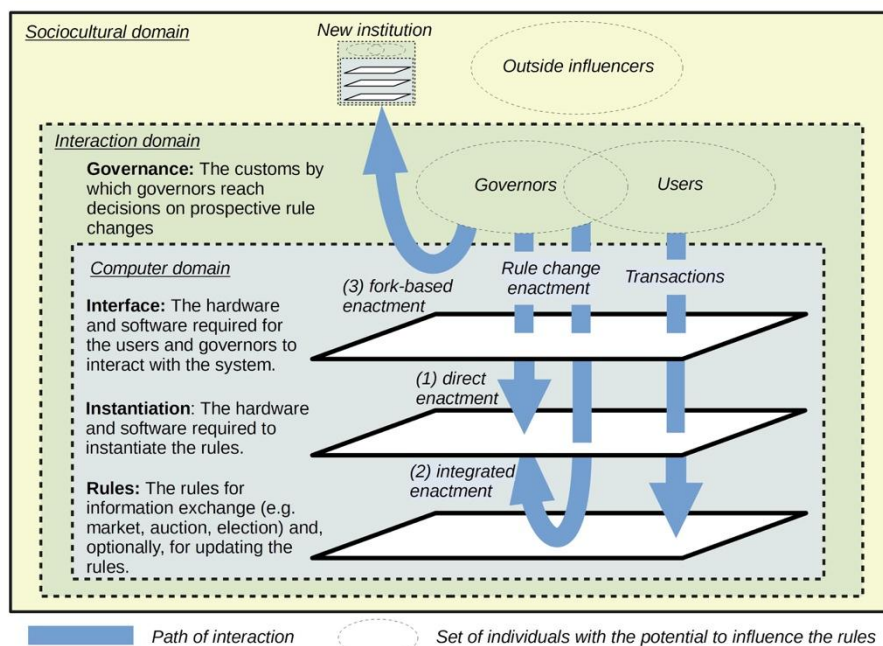 Sociocultural domain
New institution
Outside influencers
Interaction domain
Governance: The customs by
which governors reach
decisions on prospective rule
changes
Governors
Users
Computer domain
(3) fork-based
enactment
Rule change
enactment
Transactions
Interface: The hardware
and software required for
the users and governors to
interact with the system.
(1) direct
enactment
Instantiation: The hardware
and software required to
instantiate the rules.
(2) integrated
enactment
Rules: The rules for
information exchange (e.g.
market, auction, election) and,
optionally, for updating the
rules.
Path of interaction
Set of individuals with the potential to influence the rules